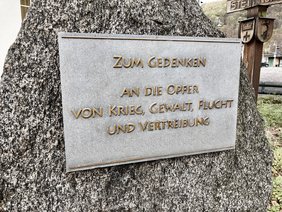 Zum Gedenken
an die Opfer
von Krieg, Gewalt, Flucht
und Vertreibung